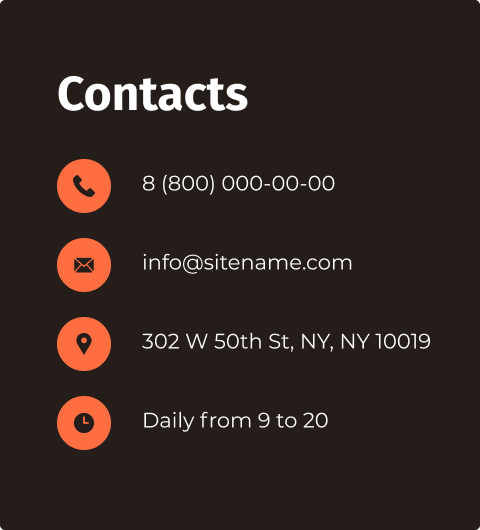 Contacts
8 (800) 000-00-00
info@sitename.com
302 W 50th St, NY, NY 10019
Daily from 9 to 20